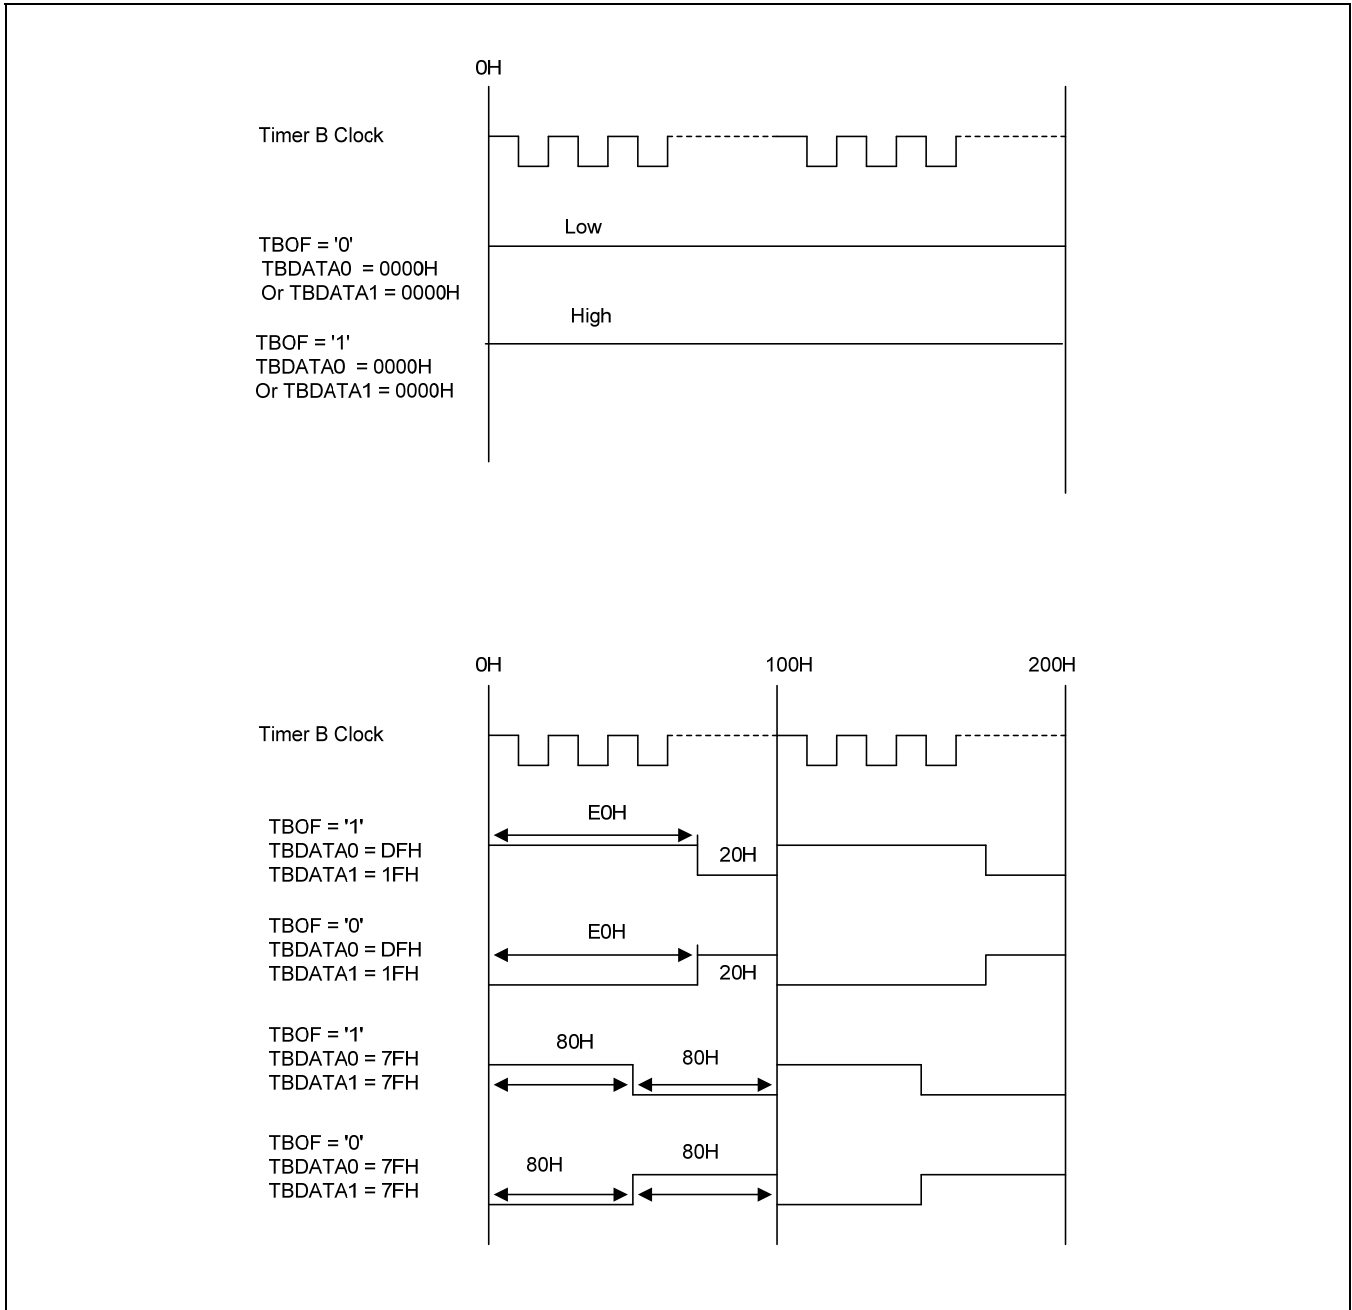 0H
Timer B Clock
Low
TBOF = '0'
TBDATA0 = 0000H
Or TBDATA1 = 0000H
High
TBOF = '1'
TBDATA0 = 0000H
Or TBDATA1 = 0000H
0H 100H 200H
Timer B Clock
E0H
TBOF = '1'
TBDATA0 = DFH
20H
TBDATA1 = 1FH
TBOF = '0'
E0H
TBDATA0 = DFH
TBDATA1 = 1FH
20H
TBOF = '1'
80H
TBDATA0 = 7FH
80H
TBDATA1 = 7FH
TBOF = '0'
80H
TBDATA0 = 7FH
80H
TBDATA1 = 7FH